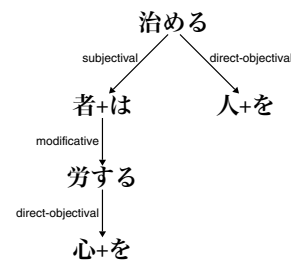 治める
subjectival direct-objectival
者+は 人+を
modificative
労する
direct-objectival
心+を